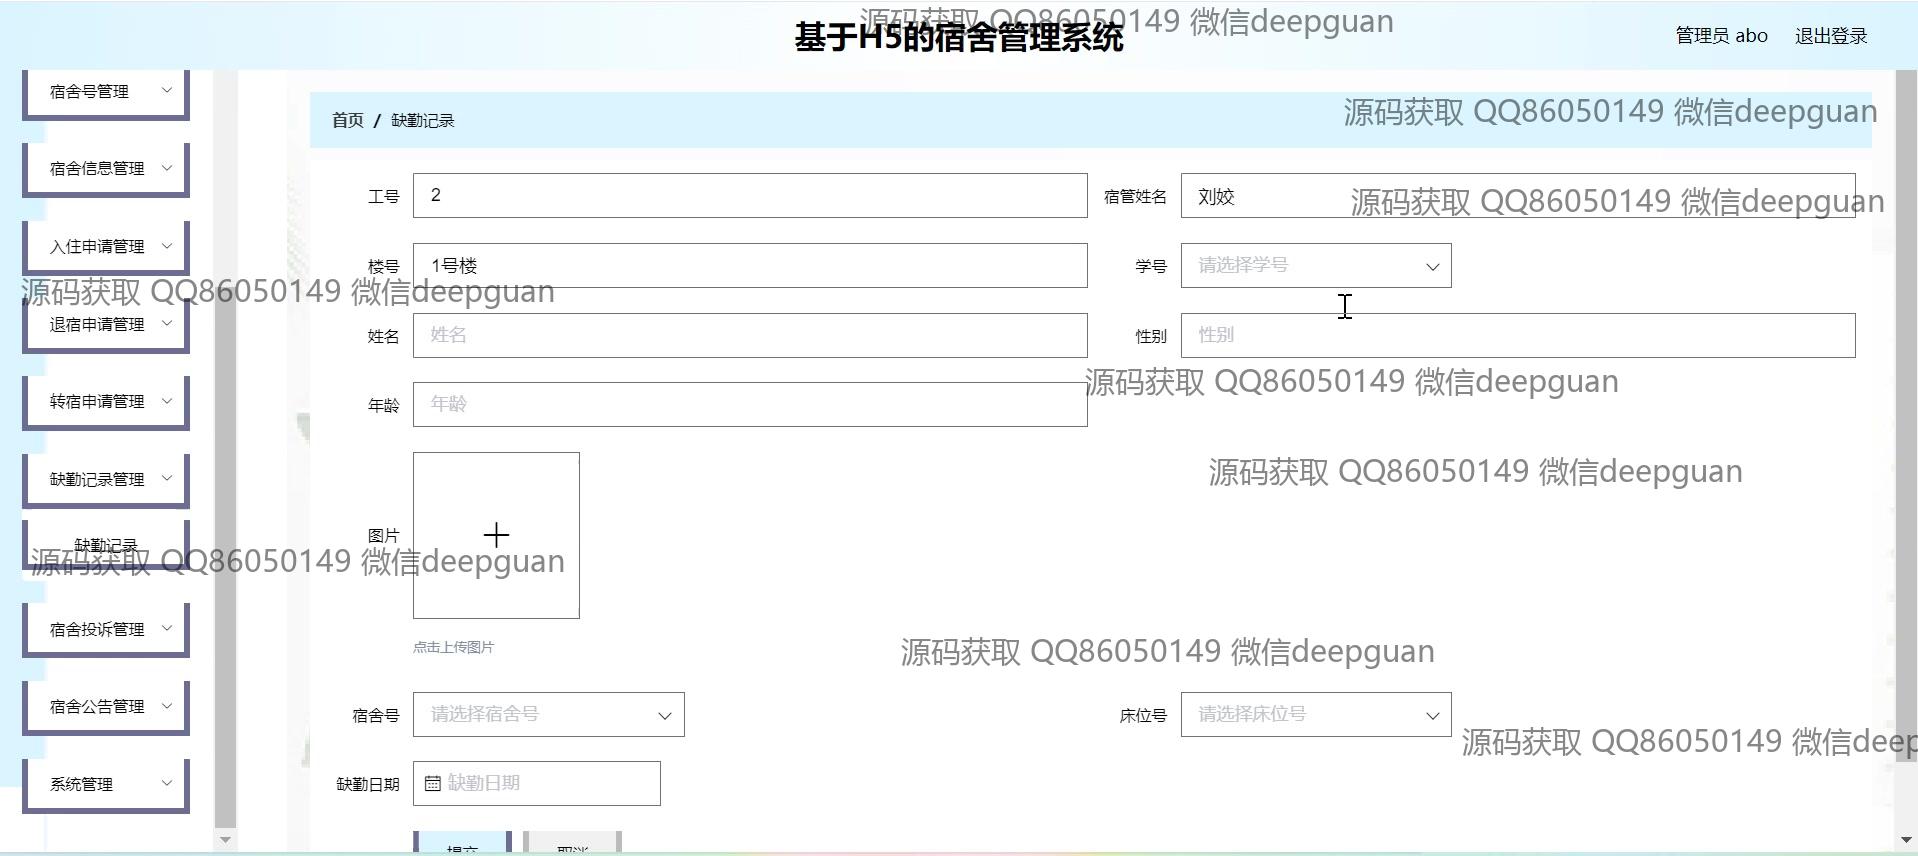 源码获取 QQ86050149 微信deepguan
基于H5的宿舍管理系统
管理员 abo 退出登录
宿舍号管理
首页 / 缺勤记录
源码获取 QQ86050149 微信deepguan
宿舍信息管理
工号 2
宿管姓名 刘姣
源码获取 QQ86050149 微信deepguan
入住申请管理
楼号 1号楼
学号 请选择学号
源码获取 QQ86050149 微信deepguan
退宿申请管理
姓名 姓名
性别 性别
源码获取 QQ86050149 微信deepguan
转宿申请管理
年龄 年龄
缺勤记录管理
源码获取 QQ86050149 微信deepguan
缺勤记录
图片
源码获取 QQ86050149 微信deepguan
宿舍投诉管理
点击上传图片
源码获取 QQ86050149 微信deepguan
宿舍公告管理
宿舍号 请选择宿舍号
床位号 请选择床位号
源码获取 QQ86050149 微信deep
系统管理
缺勤日期 缺勤日期
提交 取消